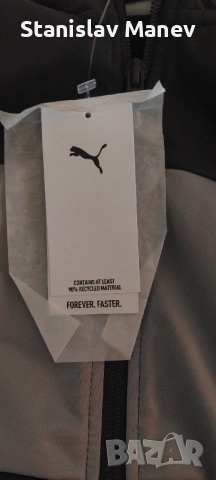 Stanislav Manev
CONTAINS AT LEAST
90% RECYCLED MATERIAL
FOREVER. FASTER.
BAZAR